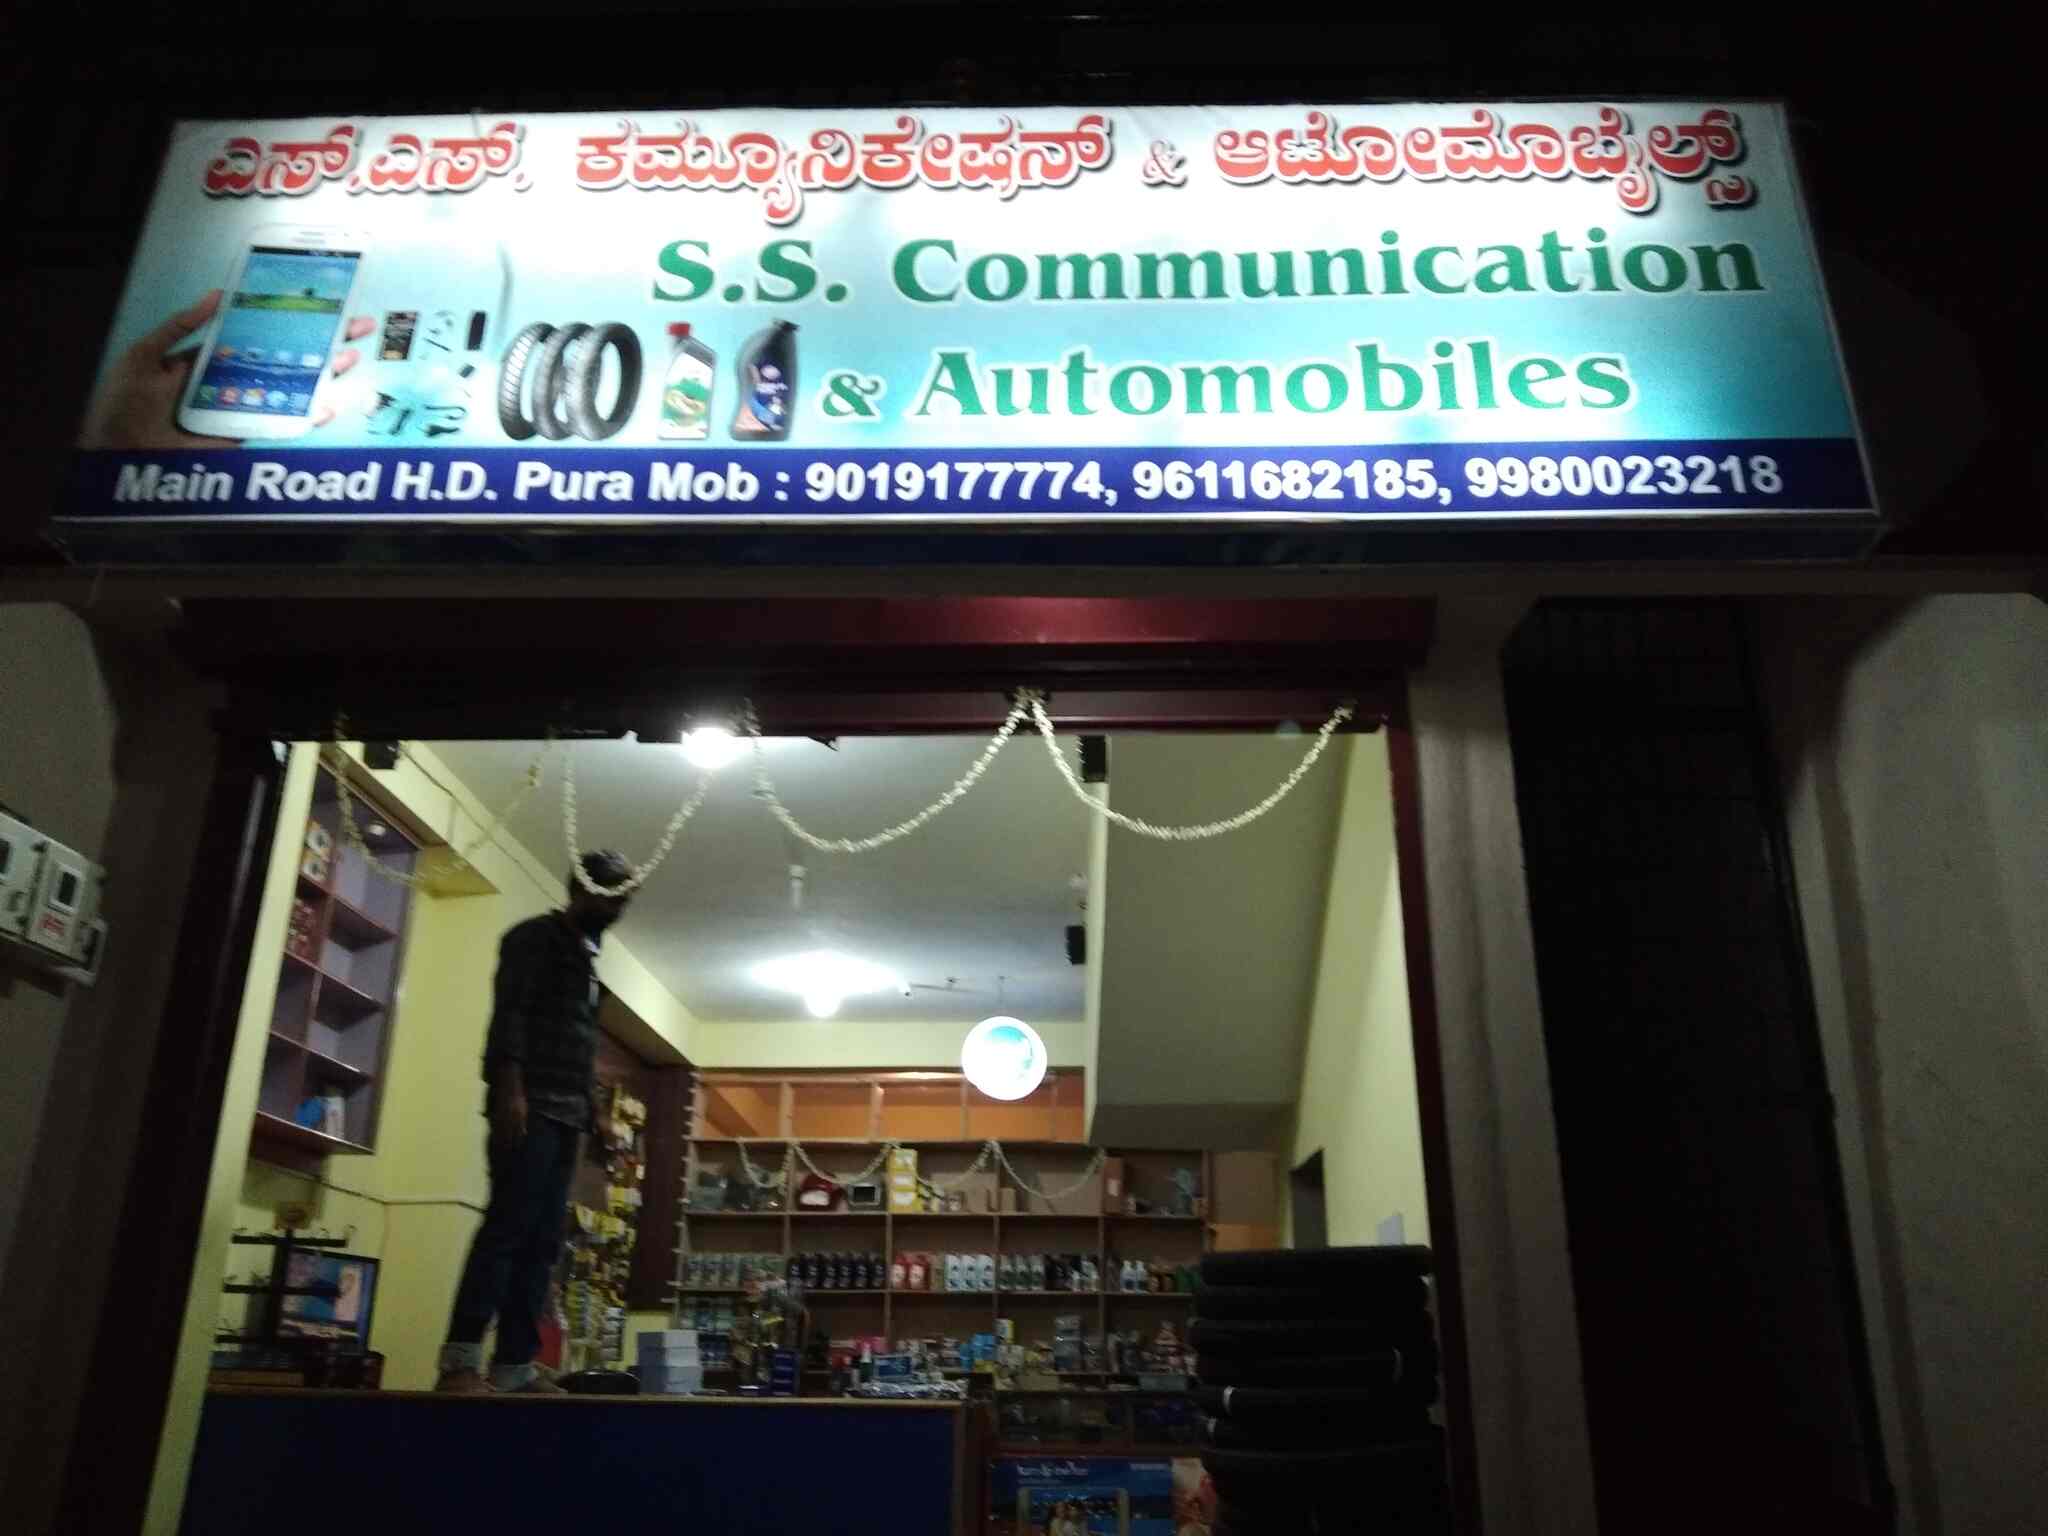 ಎಸ್.ಎಸ್. ಕಮ್ಯೂನಿಕೇಷನ್ & ಆಟೋಮೊಬೈಲ್ಸ್
S.S. Communication
& Automobiles
Main Road H.D. Pura Mob : 9019177774, 9611682185, 9980023218